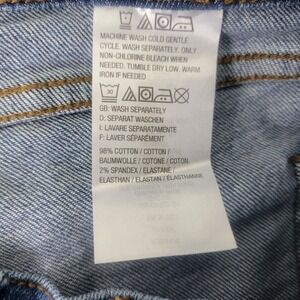 MACHINE WASH COLD GENTLE
CYCLE. WASH SEPARATELY. ONLY
NON-CHLORINE BLEACH WHEN
NEEDED. TUMBLE DRY LOW. WARM
IRON IF NEEDED
30
GB: WASH SEPARATELY
D: SEPARAT WASCHEN
I: LAVARE SEPARATAMENTE
F: LAVER SÉPARÉMENT
98% COTTON / COTTON /
BAUMWOLLE / COTONE / COTON
2% SPANDEX / ELASTANE /
ELASTHAN / ELASTAN / ÉLASTHANNE